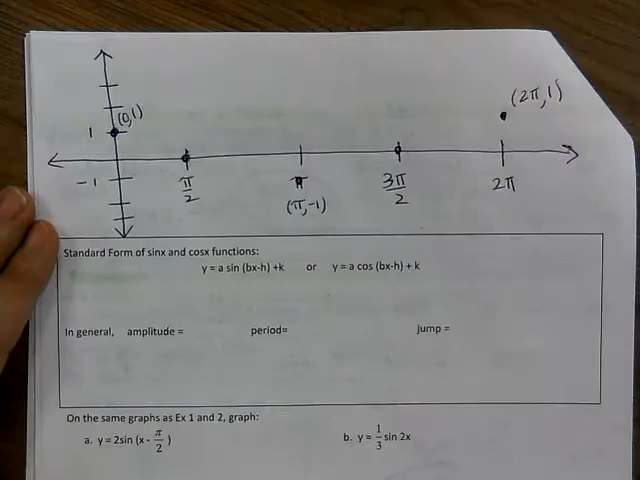 (2π,1)
(0,1)
1
-1
π/2
π
3π/2
2π
(π,-1)
Standard Form of sinx and cosx functions:
y = a sin (bx-h) +k or y = a cos (bx-h) + k
In general, amplitude = period= jump =
On the same graphs as Ex 1 and 2, graph:
a. y = 2sin (x - π/2 ) b. y = 1/3 sin 2x